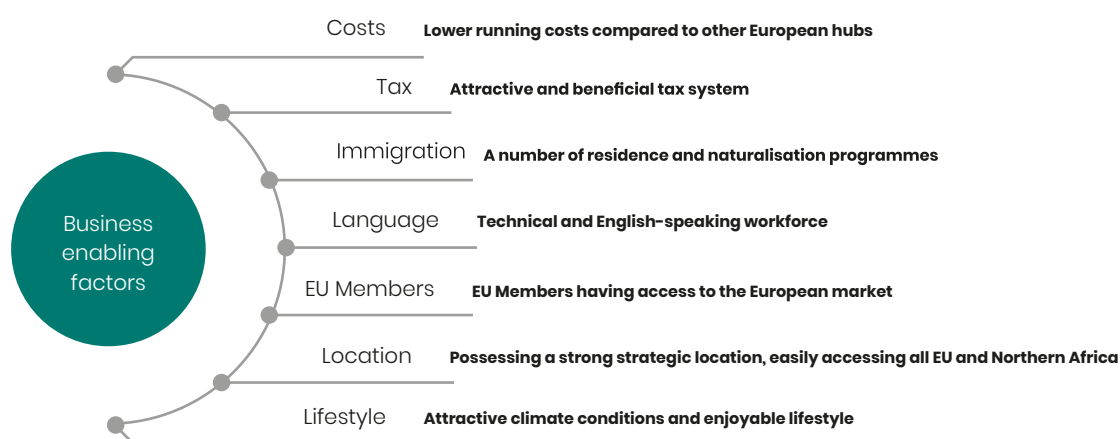 Business
enabling
factors
Costs
Lower running costs compared to other European hubs
Tax
Attractive and beneficial tax system
Immigration
A number of residence and naturalisation programmes
Language
Technical and English-speaking workforce
EU Members
EU Members having access to the European market
Location
Possessing a strong strategic location, easily accessing all EU and Northern Africa
Lifestyle
Attractive climate conditions and enjoyable lifestyle